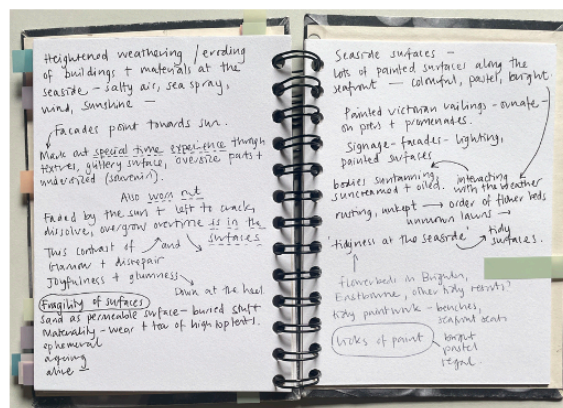 Heightened weathering / eroding
of buildings + materials at the
seaside - salty air, sea spray,
wind, sunshine -
Facades point towards sun.
Mark out special time experience though
textures, glittery surface, oversize parts +
undersized (souvenir).
Also worn out
Faded by the sun + left to crack,
dissolve, overgrow overtime is in the
surfaces
This contrast of and
Glamour + disrepair
Joyfulness + glumness
Down at the heel.
Fragility of surfaces
Sand as permeable surface - buried stuff
Materiality - wear + tear of high top tents.
ephemeral
aging
alive
Seaside surfaces -
lots of painted surfaces along the
seafront - colourful, pastel, bright.
Painted Victorian railings - ornate -
on piers + promenades.
Signage - facades - lighting,
painted surfaces
bodies suntanning, interacting
suncreamed + oiled. with the weather
rusting, unkept → order of flower beds
unmown lawns →
'tidyness at the seaside' tidy
surfaces.
flowerbeds in Brighton,
Eastbourne, other tidy resorts?
tidy paintwork - benches,
seafront seats
licks of paint bright
pastel
regal